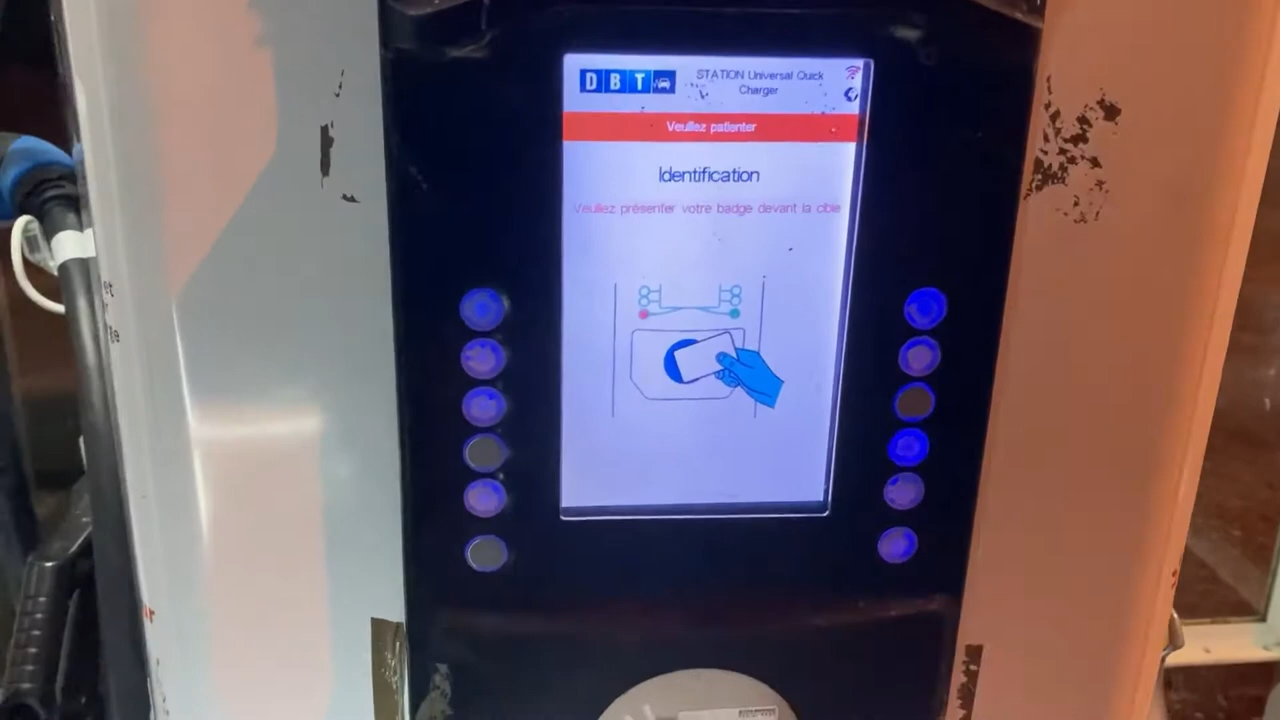 DBT
STATION Universal Quick
Charger
Veuillez patienter
Identification
Veuillez présenter votre badge devant la cible